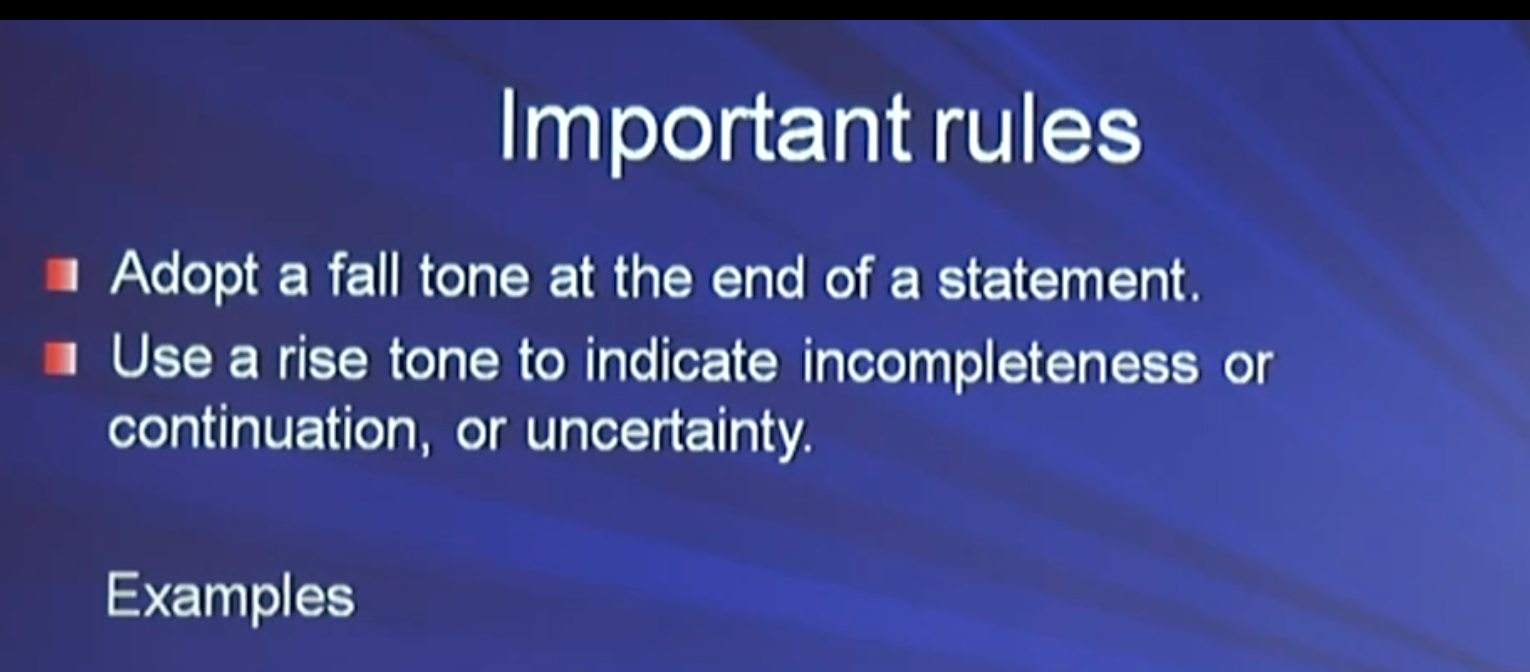 Important rules
Adopt a fall tone at the end of a statement.
Use a rise tone to indicate incompleteness or
continuation, or uncertainty.
Examples